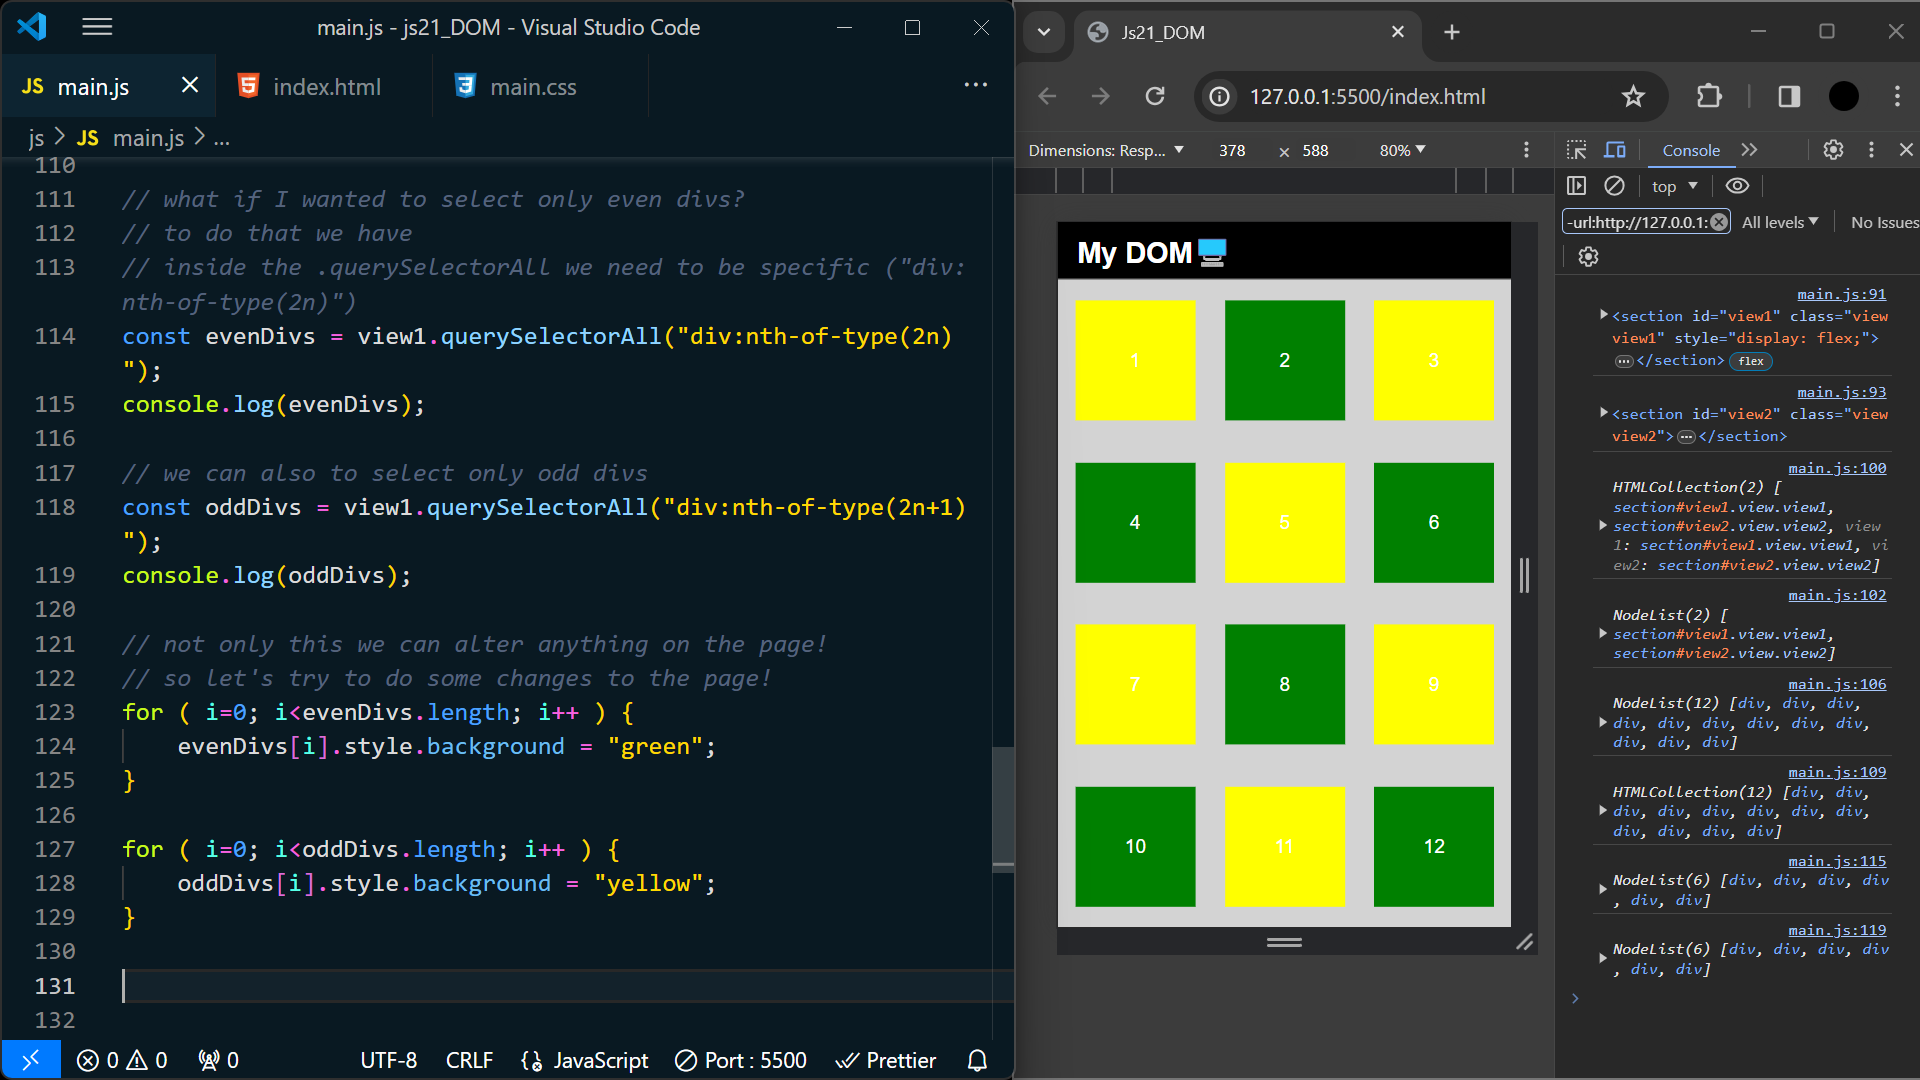 main.js - js21_DOM - Visual Studio Code
JS main.js
index.html
main.css
js > JS main.js > ...
110
111 // what if I wanted to select only even divs?
112 // to do that we have
113 // inside the .querySelectorAll we need to be specific ("div:
nth-of-type(2n)")
114 const evenDivs = view1.querySelectorAll("div:nth-of-type(2n)
");
115 console.log(evenDivs);
116
117 // we can also to select only odd divs
118 const oddDivs = view1.querySelectorAll("div:nth-of-type(2n+1)
");
119 console.log(oddDivs);
120
121 // not only this we can alter anything on the page!
122 // so let's try to do some changes to the page!
123 for ( i=0; i<evenDivs.length; i++ ) {
124 evenDivs[i].style.background = "green";
125 }
126
127 for ( i=0; i<oddDivs.length; i++ ) {
128 oddDivs[i].style.background = "yellow";
129 }
130
131
132
0 0 0 UTF-8 CRLF JavaScript Port : 5500 Prettier
Js21_DOM
127.0.0.1:5500/index.html
Dimensions: Resp... 378 × 588 80%
My DOM
1 2 3
4 5 6
7 8 9
10 11 12
Console
top
-url:http://127.0.0.1: All levels No Issues
main.js:91
<section id="view1" class="view
view1" style="display: flex;">
…</section> flex
main.js:93
<section id="view2" class="view
view2">…</section>
main.js:100
HTMLCollection(2) [
section#view1.view.view1,
section#view2.view.view2, view
1: section#view1.view.view1, vi
ew2: section#view2.view.view2]
main.js:102
NodeList(2) [
section#view1.view.view1,
section#view2.view.view2]
main.js:106
NodeList(12) [div, div, div,
div, div, div, div, div, div,
div, div, div]
main.js:109
HTMLCollection(12) [div, div,
div, div, div, div, div, div,
div, div, div, div]
main.js:115
NodeList(6) [div, div, div, div
, div, div]
main.js:119
NodeList(6) [div, div, div, div
, div, div]